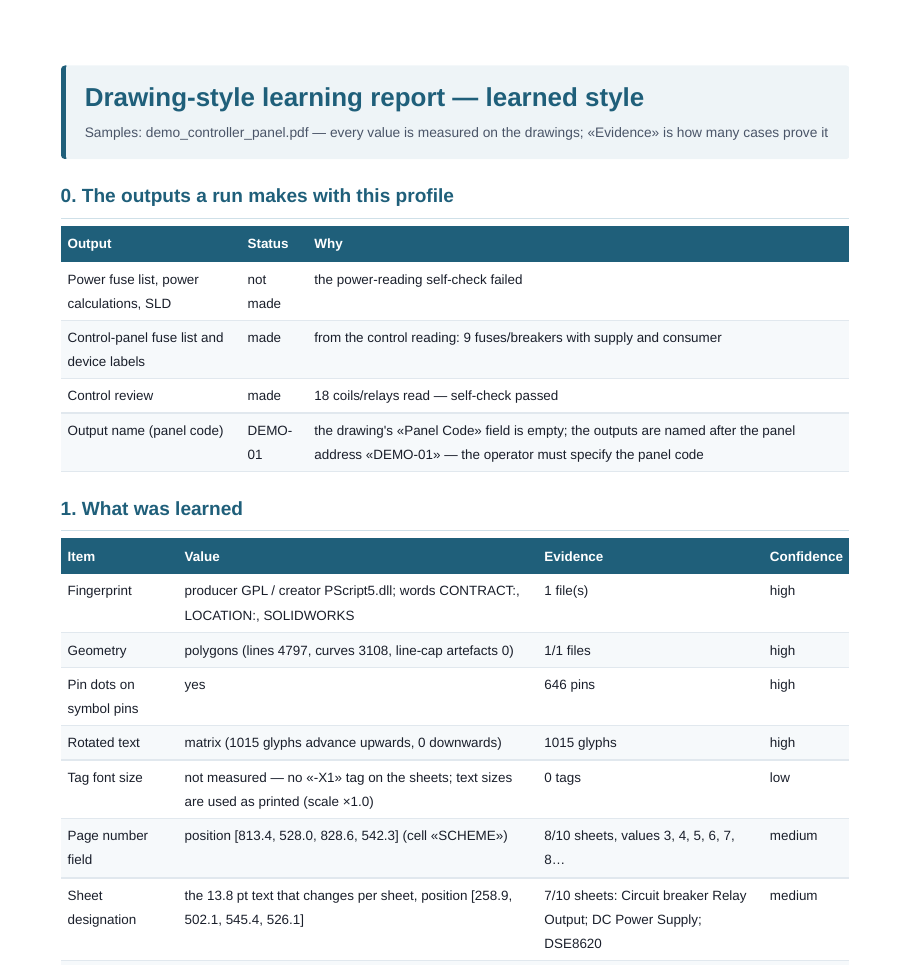 Drawing-style learning report — learned style
Samples: demo_controller_panel.pdf — every value is measured on the drawings; «Evidence» is how many cases prove it
0. The outputs a run makes with this profile
Output Status Why
Power fuse list, power not the power-reading self-check failed
calculations, SLD made
Control-panel fuse list and made from the control reading: 9 fuses/breakers with supply and consumer
device labels
Control review made 18 coils/relays read — self-check passed
Output name (panel code) DEMO- the drawing's «Panel Code» field is empty; the outputs are named after the panel
01 address «DEMO-01» — the operator must specify the panel code
1. What was learned
Item Value Evidence Confidence
Fingerprint producer GPL / creator PScript5.dll; words CONTRACT:, 1 file(s) high
LOCATION:, SOLIDWORKS
Geometry polygons (lines 4797, curves 3108, line-cap artefacts 0) 1/1 files high
Pin dots on yes 646 pins high
symbol pins
Rotated text matrix (1015 glyphs advance upwards, 0 downwards) 1015 glyphs high
Tag font size not measured — no «-X1» tag on the sheets; text sizes 0 tags low
are used as printed (scale ×1.0)
Page number position [813.4, 528.0, 828.6, 542.3] (cell «SCHEME») 8/10 sheets, values 3, 4, 5, 6, 7, medium
field 8…
Sheet the 13.8 pt text that changes per sheet, position [258.9, 7/10 sheets: Circuit breaker Relay medium
designation 502.1, 545.4, 526.1] Output; DC Power Supply;
DSE8620